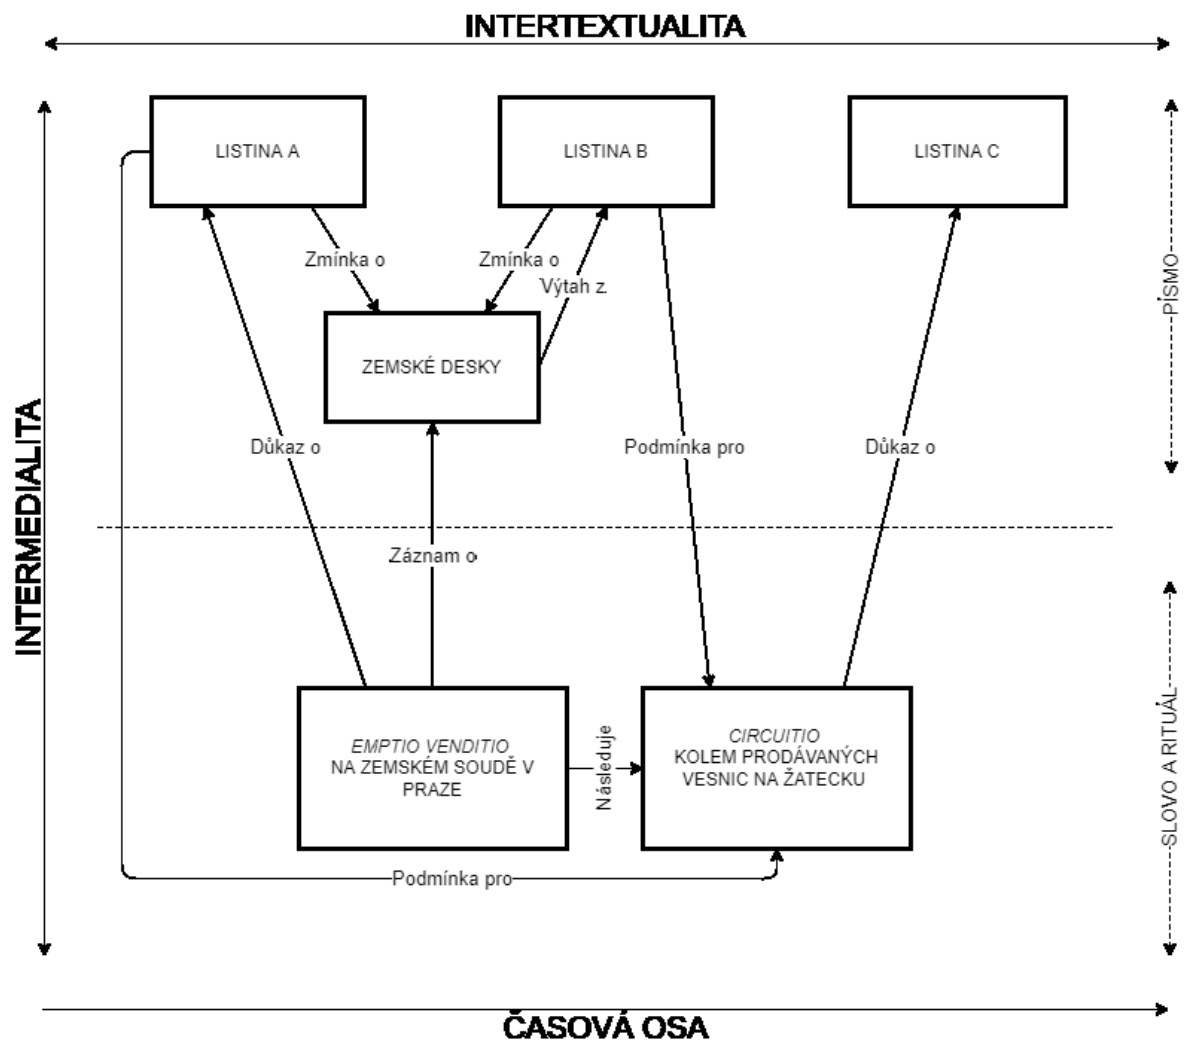 INTERTEXTUALITA
LISTINA A
LISTINA B
LISTINA C
Zmínka o
Zmínka o
Výtah z
PÍSMO
ZEMSKÉ DESKY
INTERMEDIALITA
Důkaz o
Podmínka pro
Důkaz o
Záznam o
EMPTIO VENDITIO
NA ZEMSKÉM SOUDĚ V
PRAZE
Následuje
CIRCUITIO
KOLEM PRODÁVANÝCH
VESNIC NA ŽATECKU
SLOVO A RITUÁL
Podmínka pro
ČASOVÁ OSA